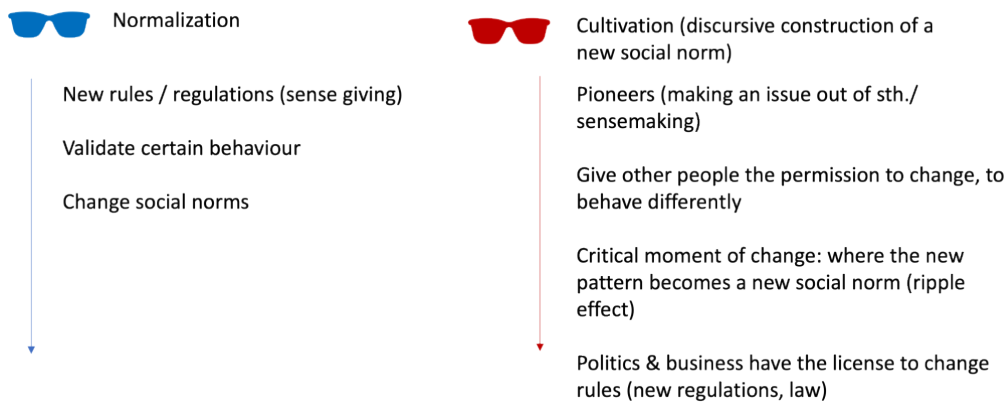 Normalization
New rules / regulations (sense giving)
Validate certain behaviour
Change social norms
Cultivation (discursive construction of a
new social norm)
Pioneers (making an issue out of sth./
sensemaking)
Give other people the permission to change, to
behave differently
Critical moment of change: where the new
pattern becomes a new social norm (ripple
effect)
Politics & business have the license to change
rules (new regulations, law)